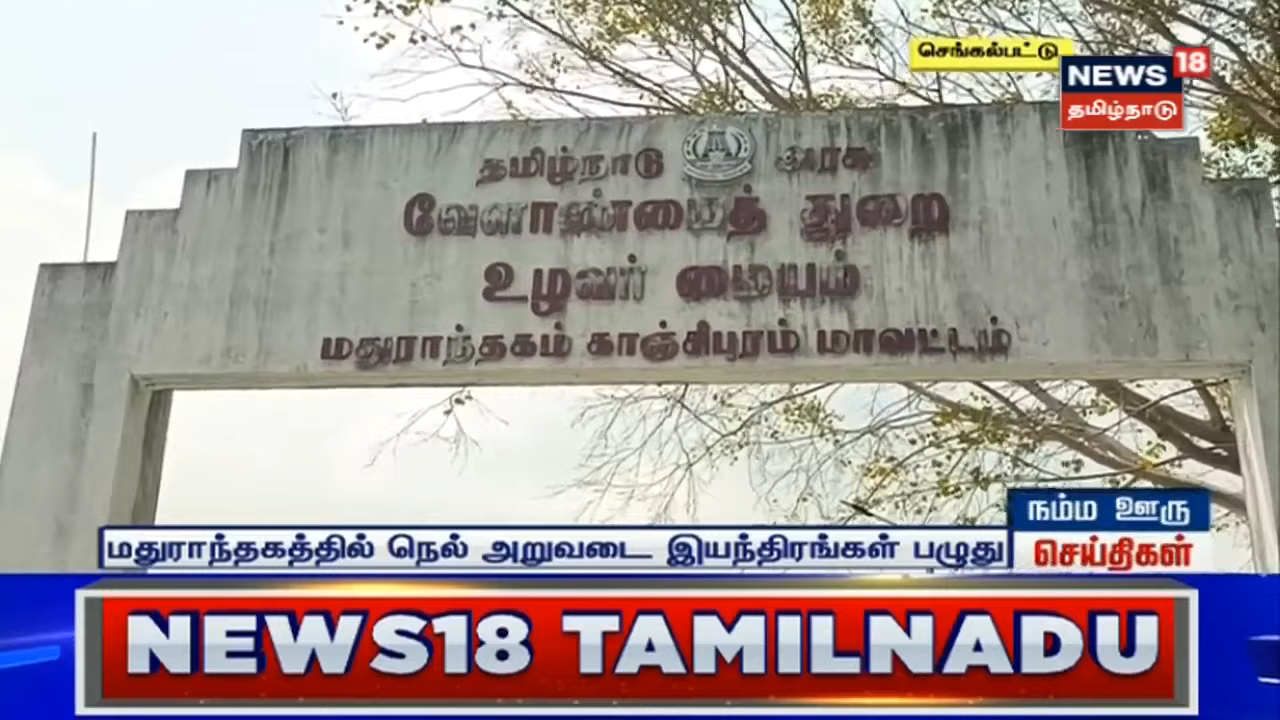 செங்கல்பட்டு
NEWS 18
தமிழ்நாடு
தமிழ்நாடு அரசு
வேளாண்மைத் துறை
உழவர் மையம்
மதுராந்தகம் காஞ்சிபுரம் மாவட்டம்
நம்ம ஊரு
செய்திகள்
மதுராந்தகத்தில் நெல் அறுவடை இயந்திரங்கள் பழுது
NEWS18 TAMILNADU